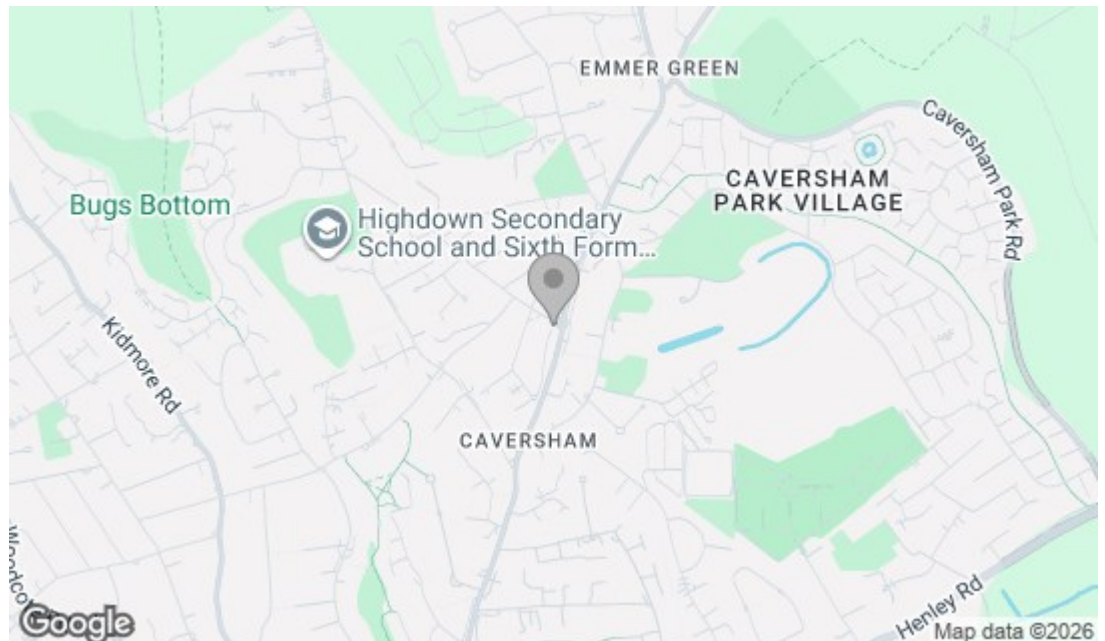 EMMER GREEN
Caversham Park Rd
CAVERSHAM
PARK VILLAGE
Bugs Bottom
Highdown Secondary
School and Sixth Form...
Kidmore Rd
CAVERSHAM
Henley Rd
Google
Map data ©2026